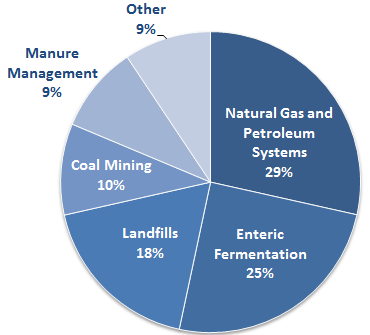 Other
9%
Manure
Management
9%
Natural Gas and
Petroleum
Systems
29%
Coal Mining
10%
Landfills
18%
Enteric
Fermentation
25%